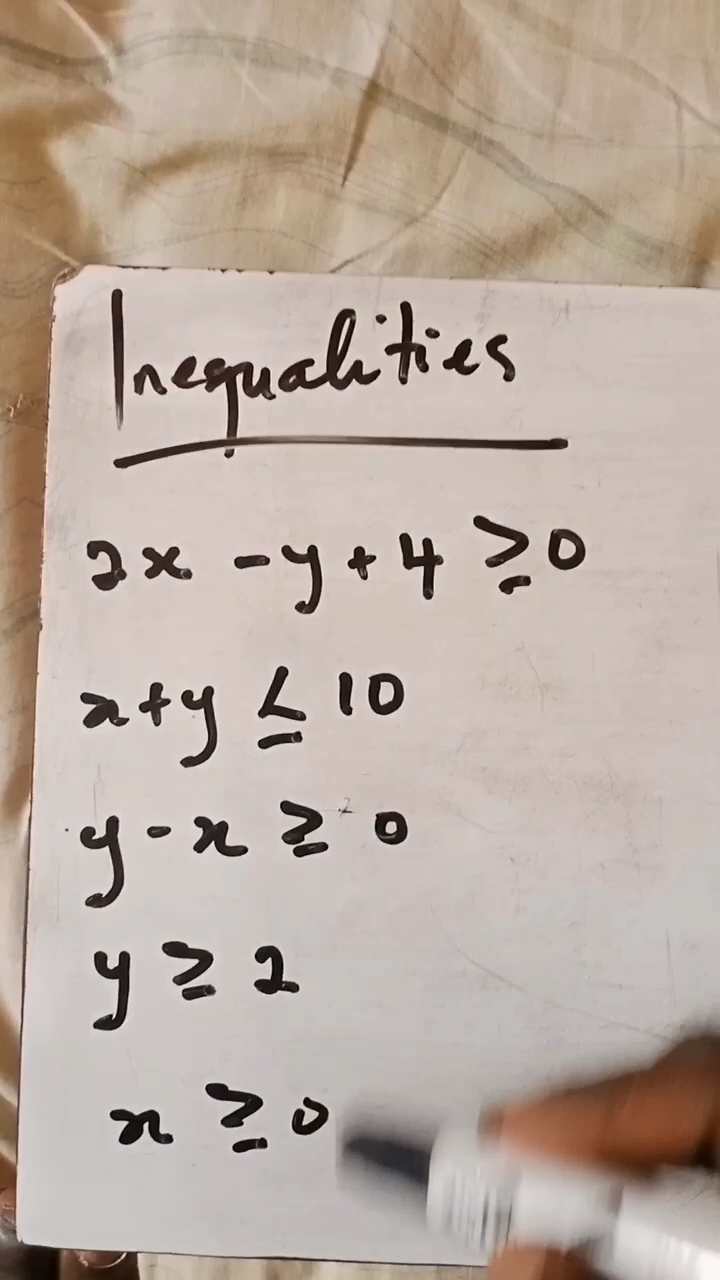 Inequalities
2x - y + 4 ≥ 0
x + y ≤ 10
y - x ≥ 0
y ≥ 2
x ≥ 0